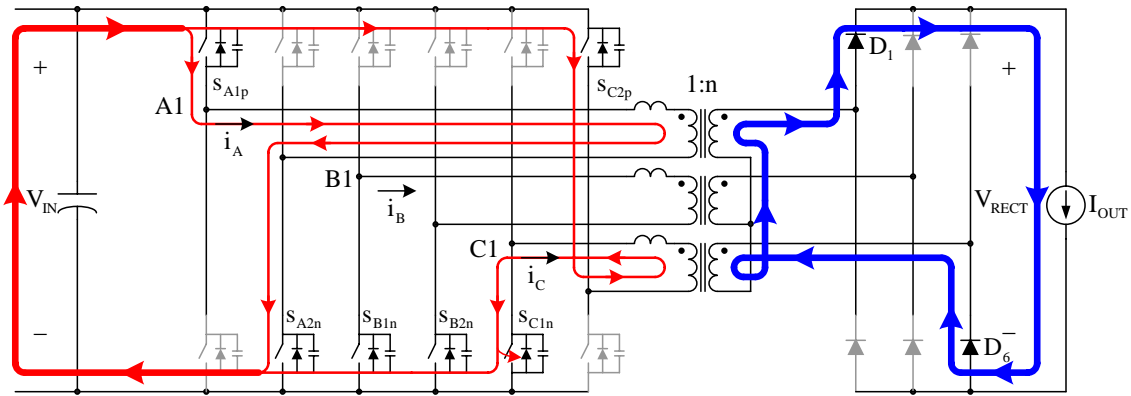 S_A1p
S_C2p
1:n
D_1
+
+
A1
i_A
B1
V_IN
i_B
V_RECT
I_OUT
C1
i_C
−
S_A2n
S_B1n
S_B2n
S_C1n
D_6
−